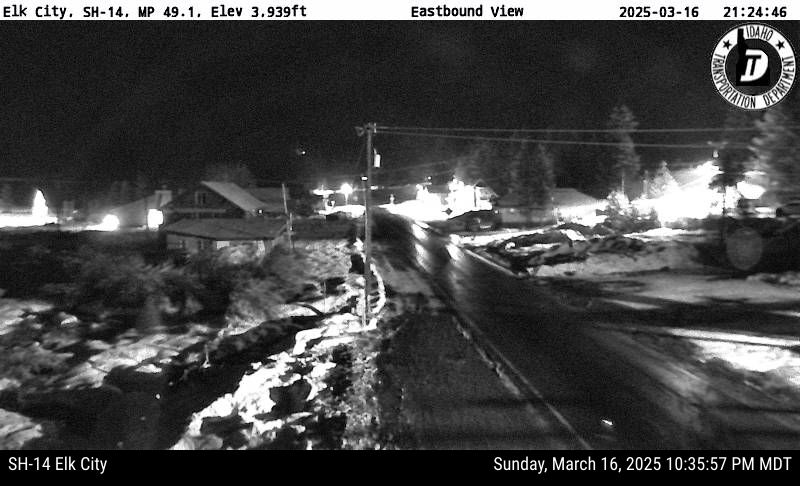 Elk City, SH-14, MP 49.1, Elev 3,939ft Eastbound View 2025-03-16 21:24:46
IDAHO
TRANSPORTATION DEPARTMENT
SH-14 Elk City Sunday, March 16, 2025 10:35:57 PM MDT